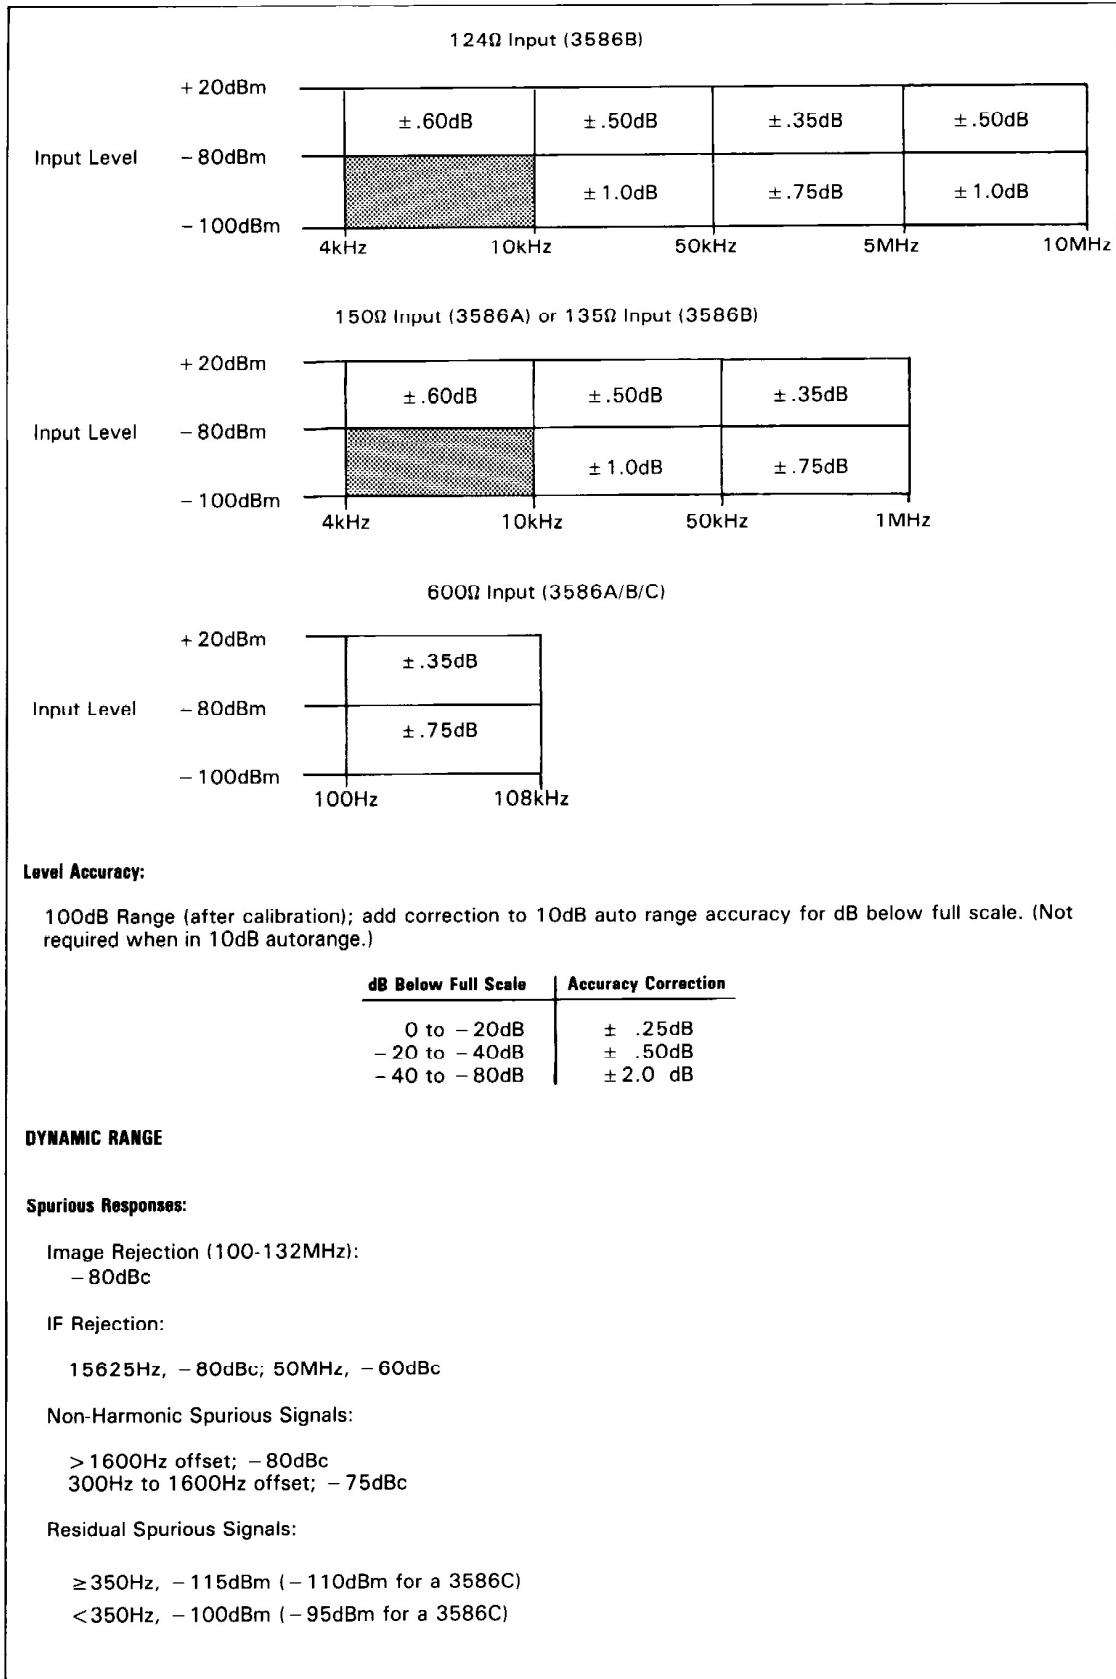 124Ω Input (3586B)
+20dBm
±.60dB ±.50dB ±.35dB ±.50dB
Input Level −80dBm
±1.0dB ±.75dB ±1.0dB
−100dBm
4kHz 10kHz 50kHz 5MHz 10MHz
150Ω Input (3586A) or 135Ω Input (3586B)
+20dBm
±.60dB ±.50dB ±.35dB
Input Level −80dBm
±1.0dB ±.75dB
−100dBm
4kHz 10kHz 50kHz 1MHz
600Ω Input (3586A/B/C)
+20dBm
±.35dB
Input Level −80dBm
±.75dB
−100dBm
100Hz 108kHz
Level Accuracy:
100dB Range (after calibration); add correction to 10dB auto range accuracy for dB below full scale. (Not
required when in 10dB autorange.)
dB Below Full Scale Accuracy Correction
0 to −20dB ± .25dB
−20 to −40dB ± .50dB
−40 to −80dB ±2.0 dB
DYNAMIC RANGE
Spurious Responses:
Image Rejection (100-132MHz):
−80dBc
IF Rejection:
15625Hz, −80dBc; 50MHz, −60dBc
Non-Harmonic Spurious Signals:
>1600Hz offset; −80dBc
300Hz to 1600Hz offset; −75dBc
Residual Spurious Signals:
≥350Hz, −115dBm (−110dBm for a 3586C)
<350Hz, −100dBm (−95dBm for a 3586C)